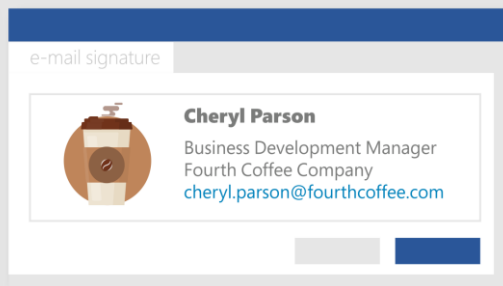 e-mail signature
Cheryl Parson
Business Development Manager
Fourth Coffee Company
cheryl.parson@fourthcoffee.com